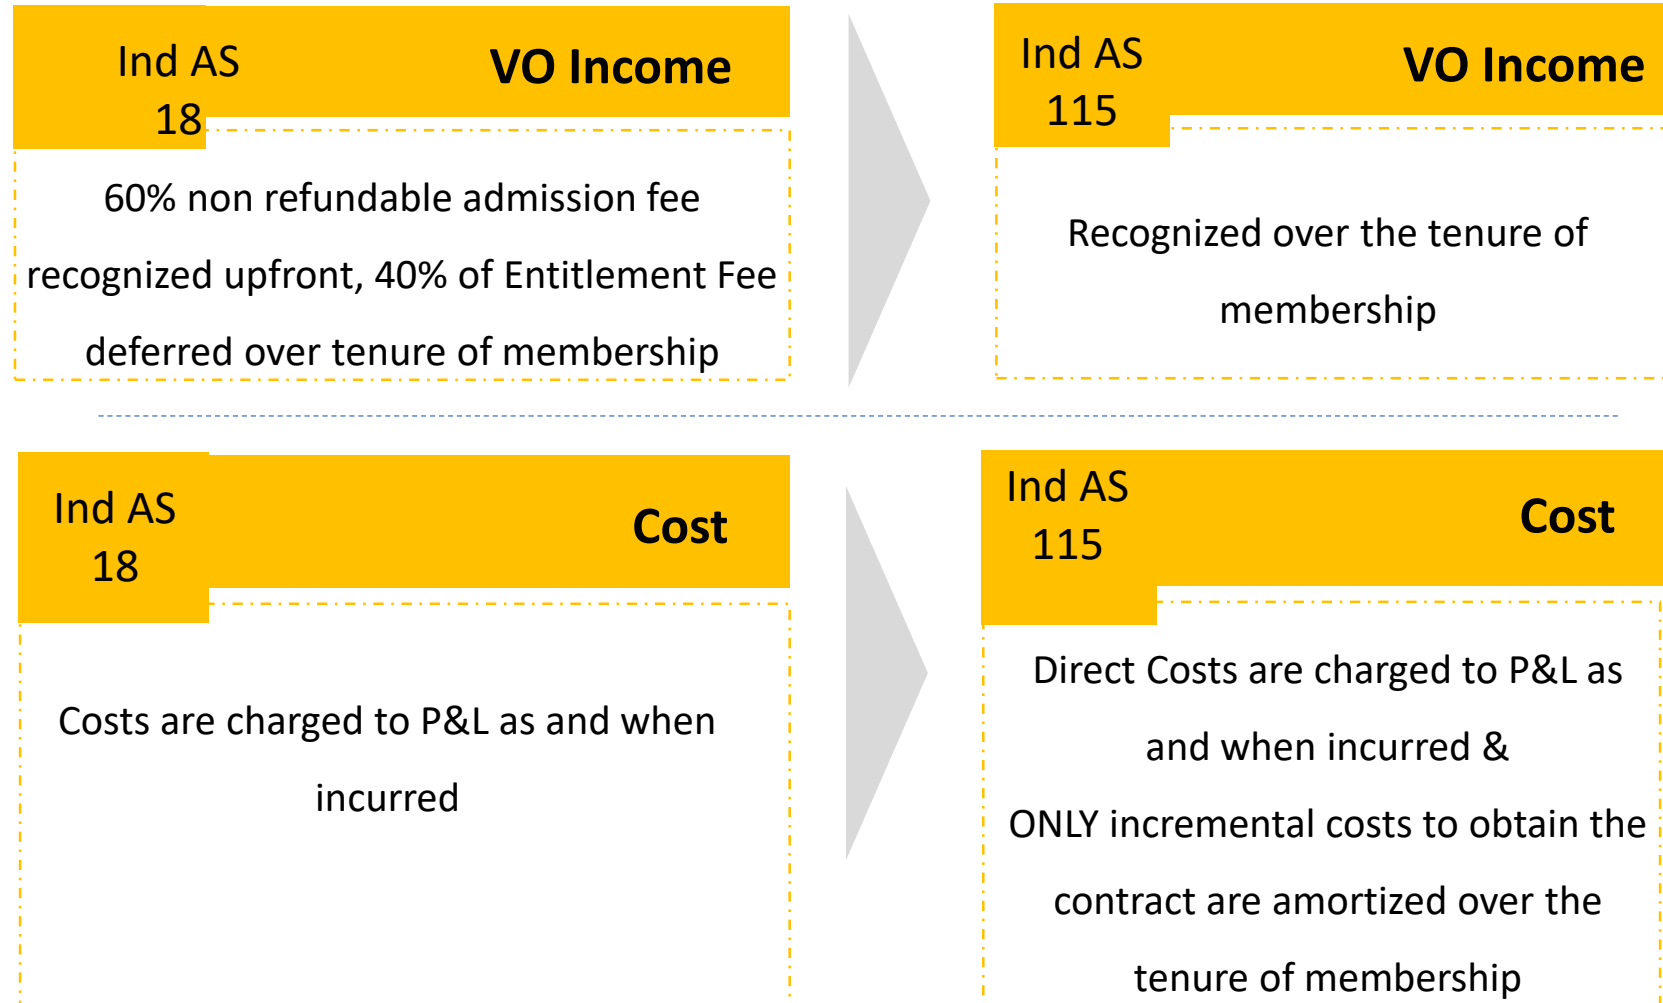 Ind AS
18
VO Income
60% non refundable admission fee
recognized upfront, 40% of Entitlement Fee
deferred over tenure of membership
Ind AS
115
VO Income
Recognized over the tenure of
membership
Ind AS
18
Cost
Costs are charged to P&L as and when
incurred
Ind AS
115
Cost
Direct Costs are charged to P&L as
and when incurred &
ONLY incremental costs to obtain the
contract are amortized over the
tenure of membership